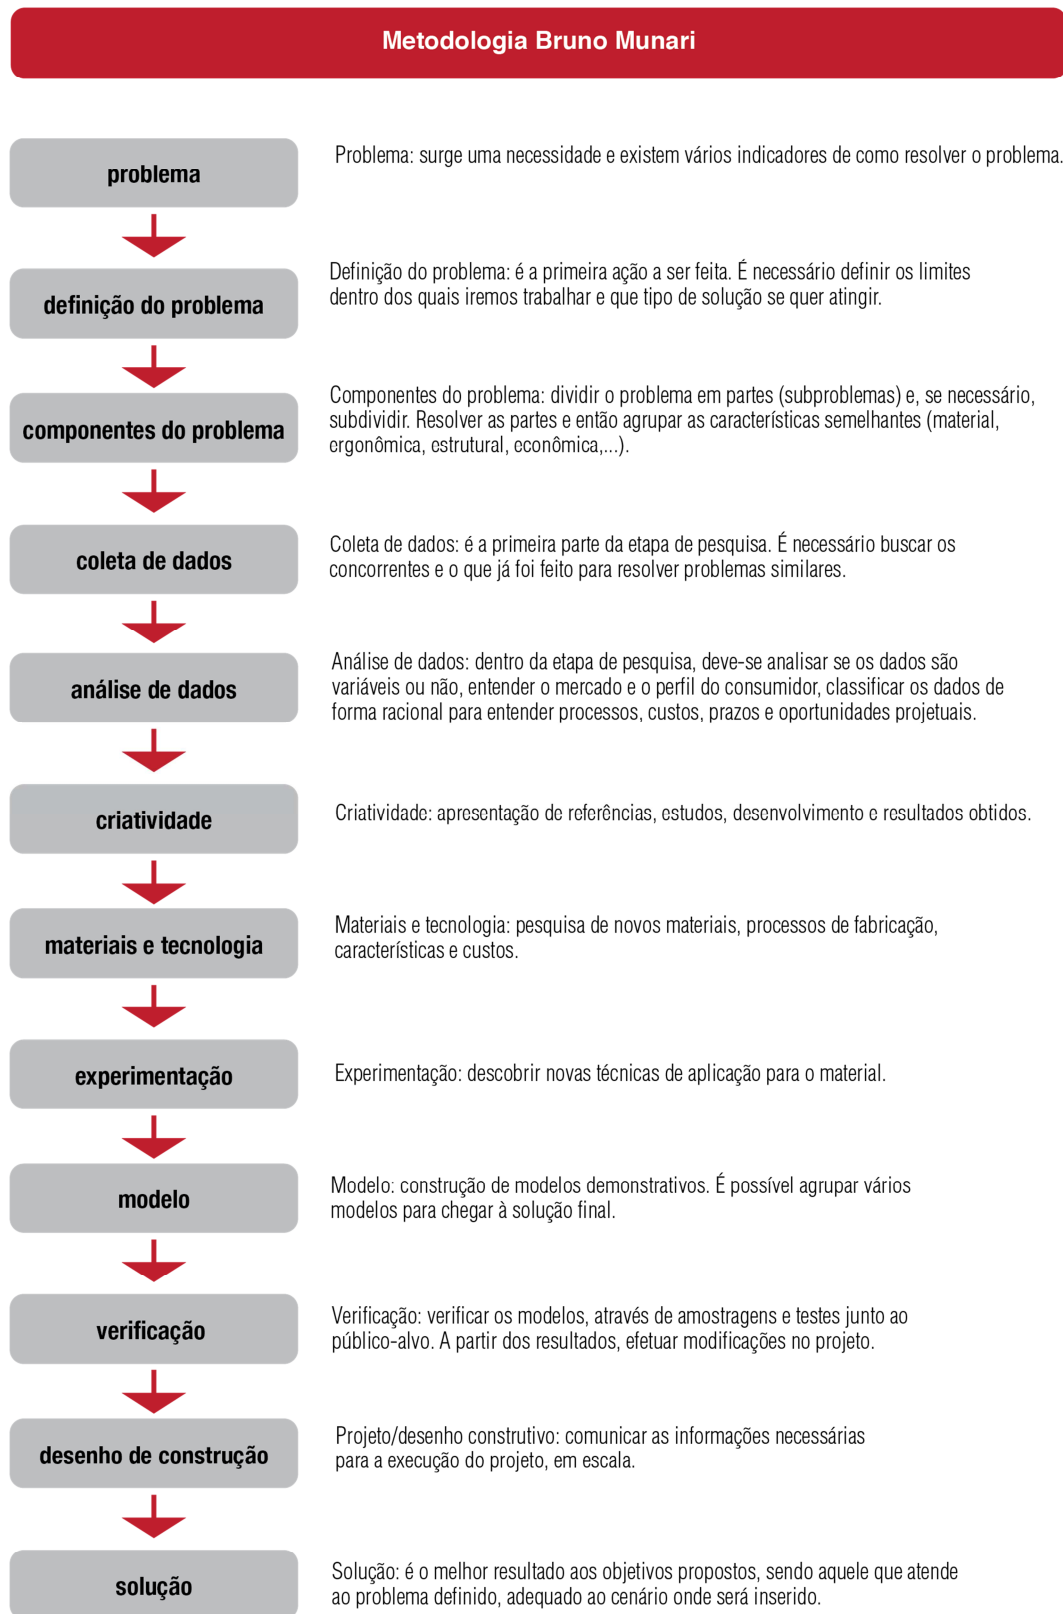 Metodologia Bruno Munari
problema
Problema: surge uma necessidade e existem vários indicadores de como resolver o problema.
definição do problema
Definição do problema: é a primeira ação a ser feita. É necessário definir os limites
dentro dos quais iremos trabalhar e que tipo de solução se quer atingir.
componentes do problema
Componentes do problema: dividir o problema em partes (subproblemas) e, se necessário,
subdividir. Resolver as partes e então agrupar as características semelhantes (material,
ergonômica, estrutural, econômica,...).
coleta de dados
Coleta de dados: é a primeira parte da etapa de pesquisa. É necessário buscar os
concorrentes e o que já foi feito para resolver problemas similares.
análise de dados
Análise de dados: dentro da etapa de pesquisa, deve-se analisar se os dados são
variáveis ou não, entender o mercado e o perfil do consumidor, classificar os dados de
forma racional para entender processos, custos, prazos e oportunidades projetuais.
criatividade
Criatividade: apresentação de referências, estudos, desenvolvimento e resultados obtidos.
materiais e tecnologia
Materiais e tecnologia: pesquisa de novos materiais, processos de fabricação,
características e custos.
experimentação
Experimentação: descobrir novas técnicas de aplicação para o material.
modelo
Modelo: construção de modelos demonstrativos. É possível agrupar vários
modelos para chegar à solução final.
verificação
Verificação: verificar os modelos, através de amostragens e testes junto ao
público-alvo. A partir dos resultados, efetuar modificações no projeto.
desenho de construção
Projeto/desenho construtivo: comunicar as informações necessárias
para a execução do projeto, em escala.
solução
Solução: é o melhor resultado aos objetivos propostos, sendo aquele que atende
ao problema definido, adequado ao cenário onde será inserido.